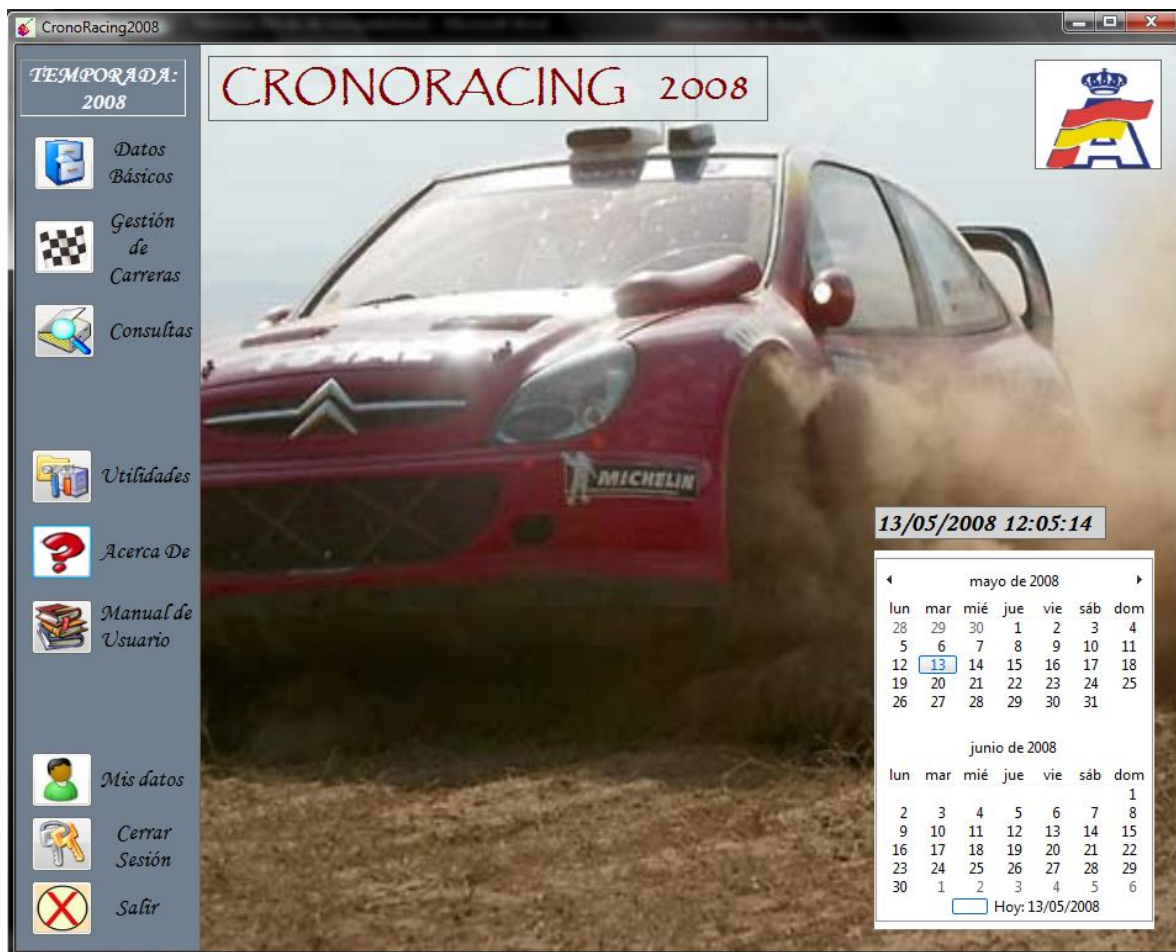 CronoRacing2008
TEMPORADA:
2008
Datos
Básicos
Gestión
de
Carreras
Consultas
Utilidades
Acerca De
Manual de
Usuario
Mis datos
Cerrar
Sesión
Salir
CRONORACING 2008
MICHELIN
13/05/2008 12:05:14
mayo de 2008
lun mar mié jue vie sáb dom
28 29 30 1 2 3 4
5 6 7 8 9 10 11
12 13 14 15 16 17 18
19 20 21 22 23 24 25
26 27 28 29 30 31
junio de 2008
lun mar mié jue vie sáb dom
1
2 3 4 5 6 7 8
9 10 11 12 13 14 15
16 17 18 19 20 21 22
23 24 25 26 27 28 29
30 1 2 3 4 5 6
Hoy: 13/05/2008